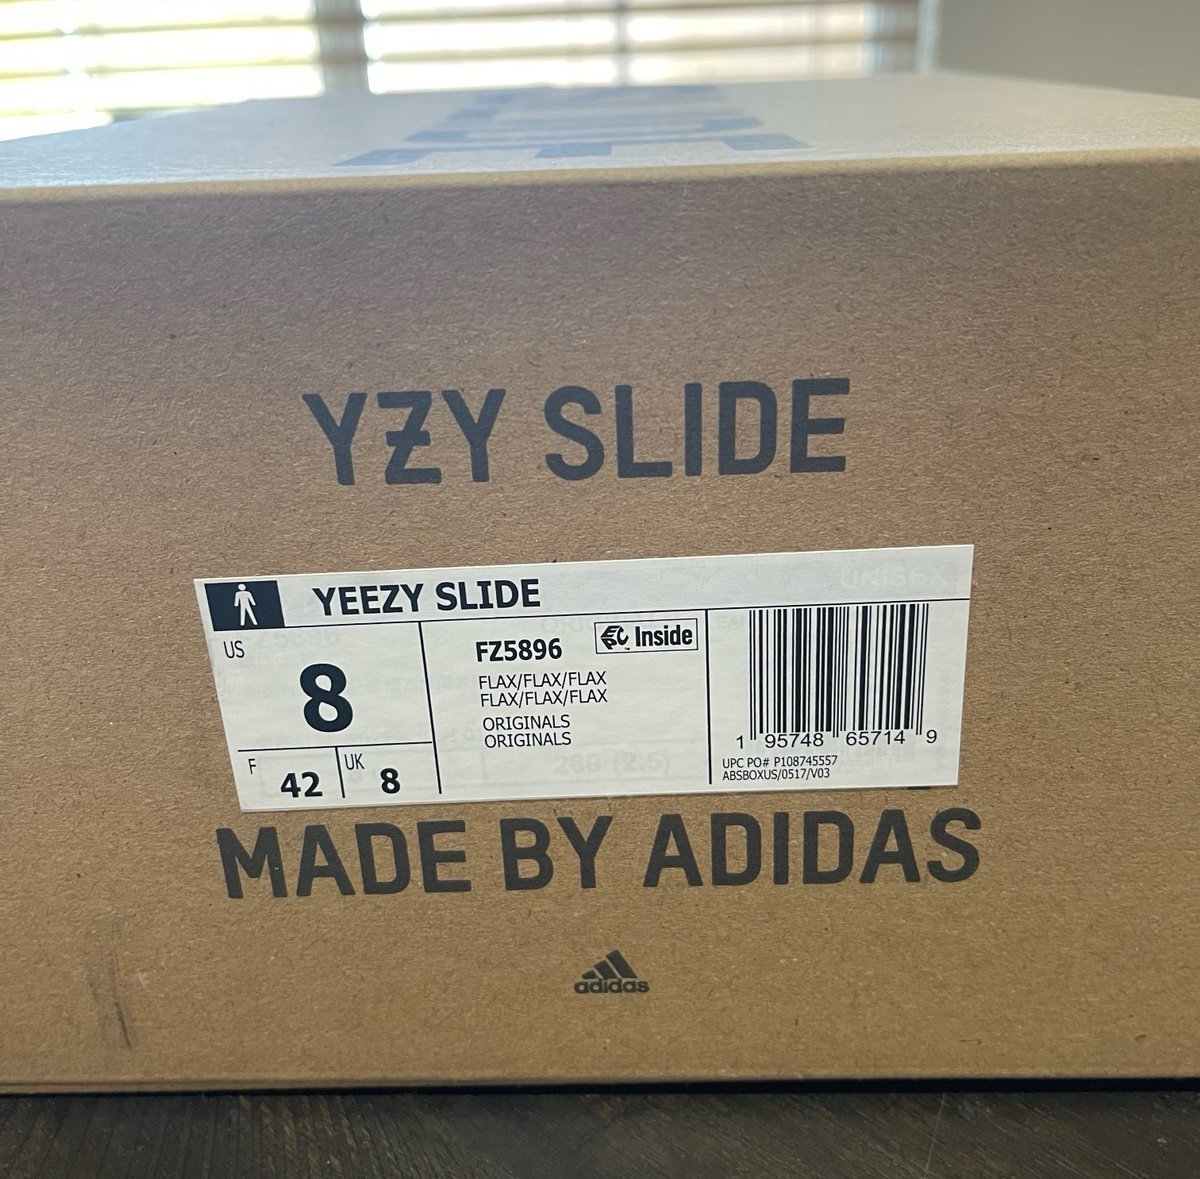 YZY SLIDE
YEEZY SLIDE
US
8
F
42
UK
8
FZ5896
Inside
FLAX/FLAX/FLAX
FLAX/FLAX/FLAX
ORIGINALS
ORIGINALS
1 95748 65714 9
UPC PO# P108745557
ABSBOXUS/0517/V03
MADE BY ADIDAS
adidas